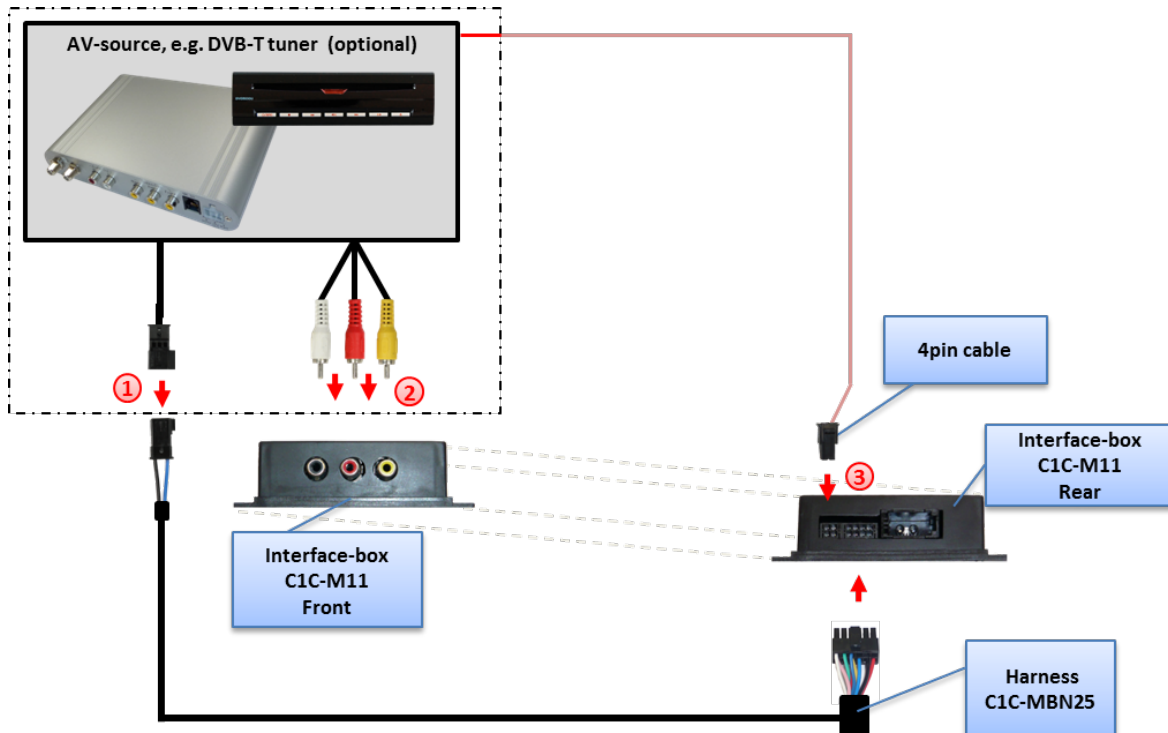 AV-source, e.g. DVB-T tuner (optional)
1
2
4pin cable
Interface-box
C1C-M11
Rear
3
Interface-box
C1C-M11
Front
Harness
C1C-MBN25